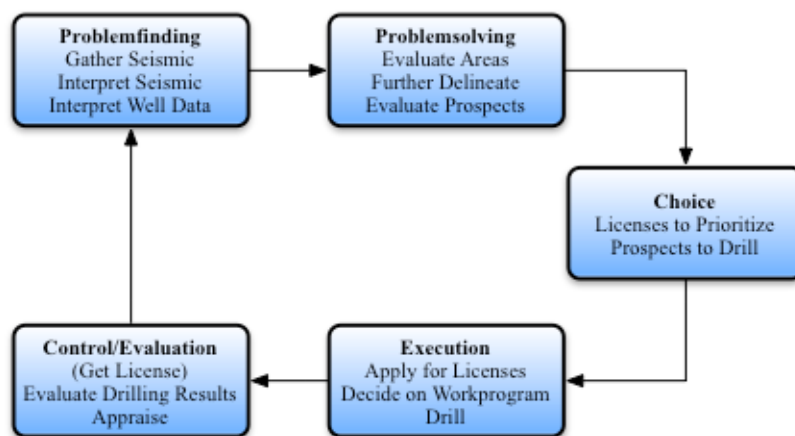 Problemfinding
Gather Seismic
Interpret Seismic
Interpret Well Data
Problemsolving
Evaluate Areas
Further Delineate
Evaluate Prospects
Choice
Licenses to Prioritize
Prospects to Drill
Execution
Apply for Licenses
Decide on Workprogram
Drill
Control/Evaluation
(Get License)
Evaluate Drilling Results
Appraise